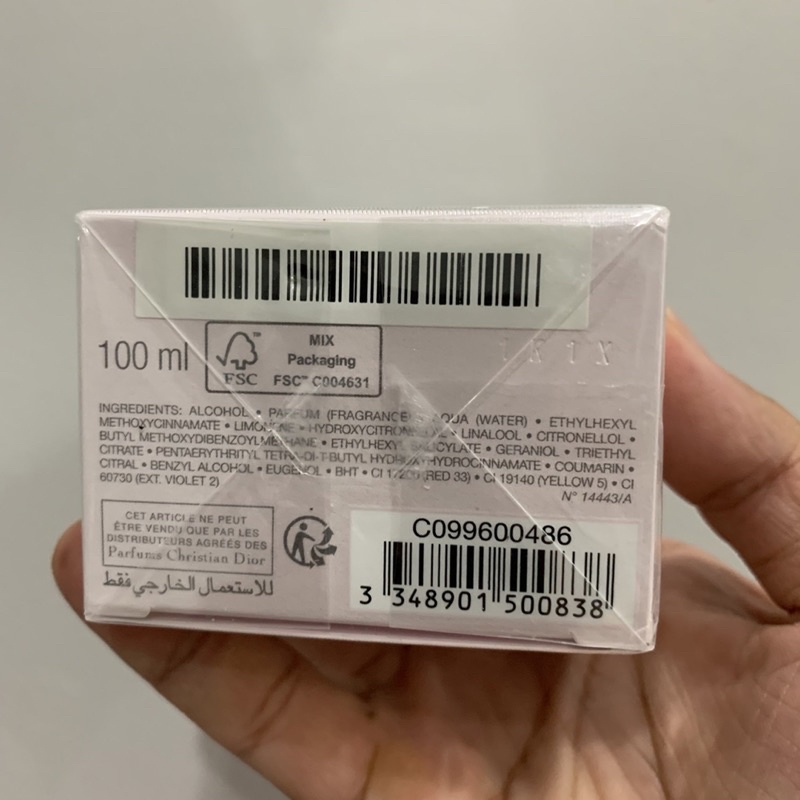 100 ml
FSC™
MIX
Packaging
FSC™ C004631
INGREDIENTS: ALCOHOL • PARFUM (FRAGRANCE) • AQUA (WATER) • ETHYLHEXYL
METHOXYCINNAMATE • LIMONENE • HYDROXYCITRONELLAL • LINALOOL • CITRONELLOL •
BUTYL METHOXYDIBENZOYLMETHANE • ETHYLHEXYL SALICYLATE • GERANIOL • TRIETHYL
CITRATE • PENTAERYTHRITYL TETRA-DI-T-BUTYL HYDROXYHYDROCINNAMATE • COUMARIN •
CITRAL • BENZYL ALCOHOL • EUGENOL • BHT • CI 17200 (RED 33) • CI 19140 (YELLOW 5) • CI
60730 (EXT. VIOLET 2)
N° 14443/A
CET ARTICLE NE PEUT
ÊTRE VENDU QUE PAR LES
DISTRIBUTEURS AGRÉÉS DES
Parfums Christian Dior
للاستعمال الخارجي فقط
C099600486
3 348901 500838